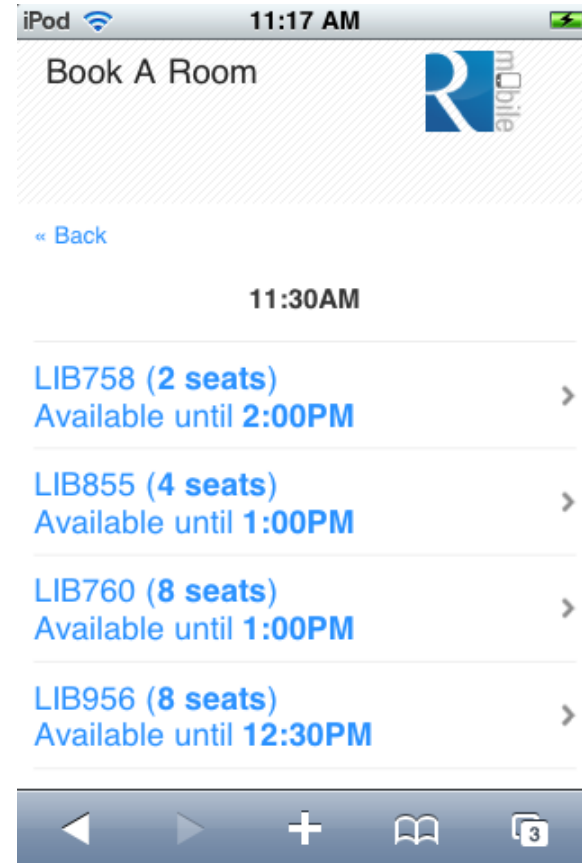 iPod 11:17 AM
Book A Room
R mobile
« Back
11:30AM
LIB758 (2 seats)
Available until 2:00PM
LIB855 (4 seats)
Available until 1:00PM
LIB760 (8 seats)
Available until 1:00PM
LIB956 (8 seats)
Available until 12:30PM
3